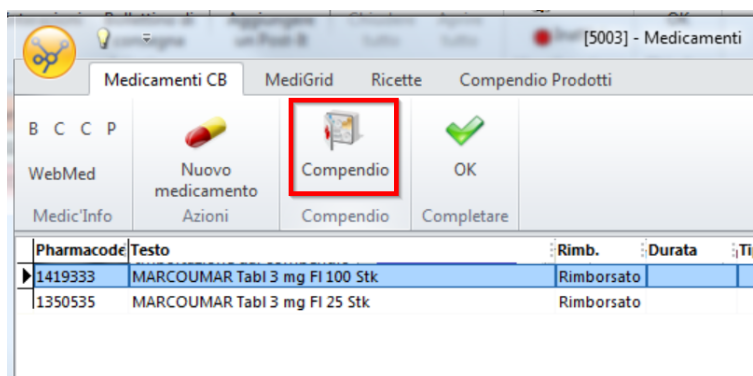 [5003] - Medicamenti
Medicamenti CB MediGrid Ricette Compendio Prodotti
B C C P
WebMed
Nuovo medicamento
Compendio
OK
Medic'Info Azioni Compendio Completare
Pharmacode Testo Rimb. Durata
1419333 MARCOUMAR Tabl 3 mg Fl 100 Stk Rimborsato
1350535 MARCOUMAR Tabl 3 mg Fl 25 Stk Rimborsato